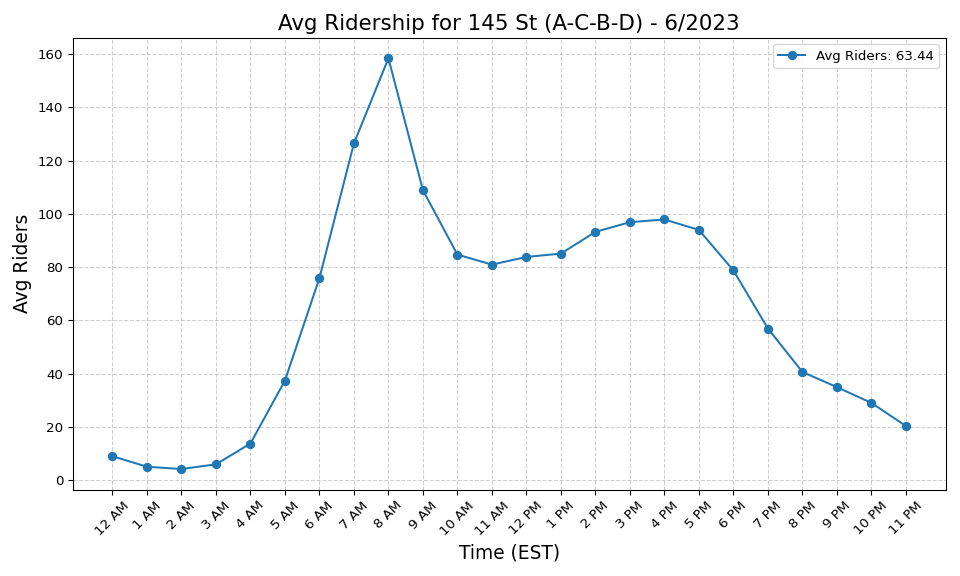 Avg Ridership for 145 St (A-C-B-D) - 6/2023
Avg Riders: 63.44
Avg Riders
160
140
120
100
80
60
40
20
0
12 AM
1 AM
2 AM
3 AM
4 AM
5 AM
6 AM
7 AM
8 AM
9 AM
10 AM
11 AM
12 PM
1 PM
2 PM
3 PM
4 PM
5 PM
6 PM
7 PM
8 PM
9 PM
10 PM
11 PM
Time (EST)